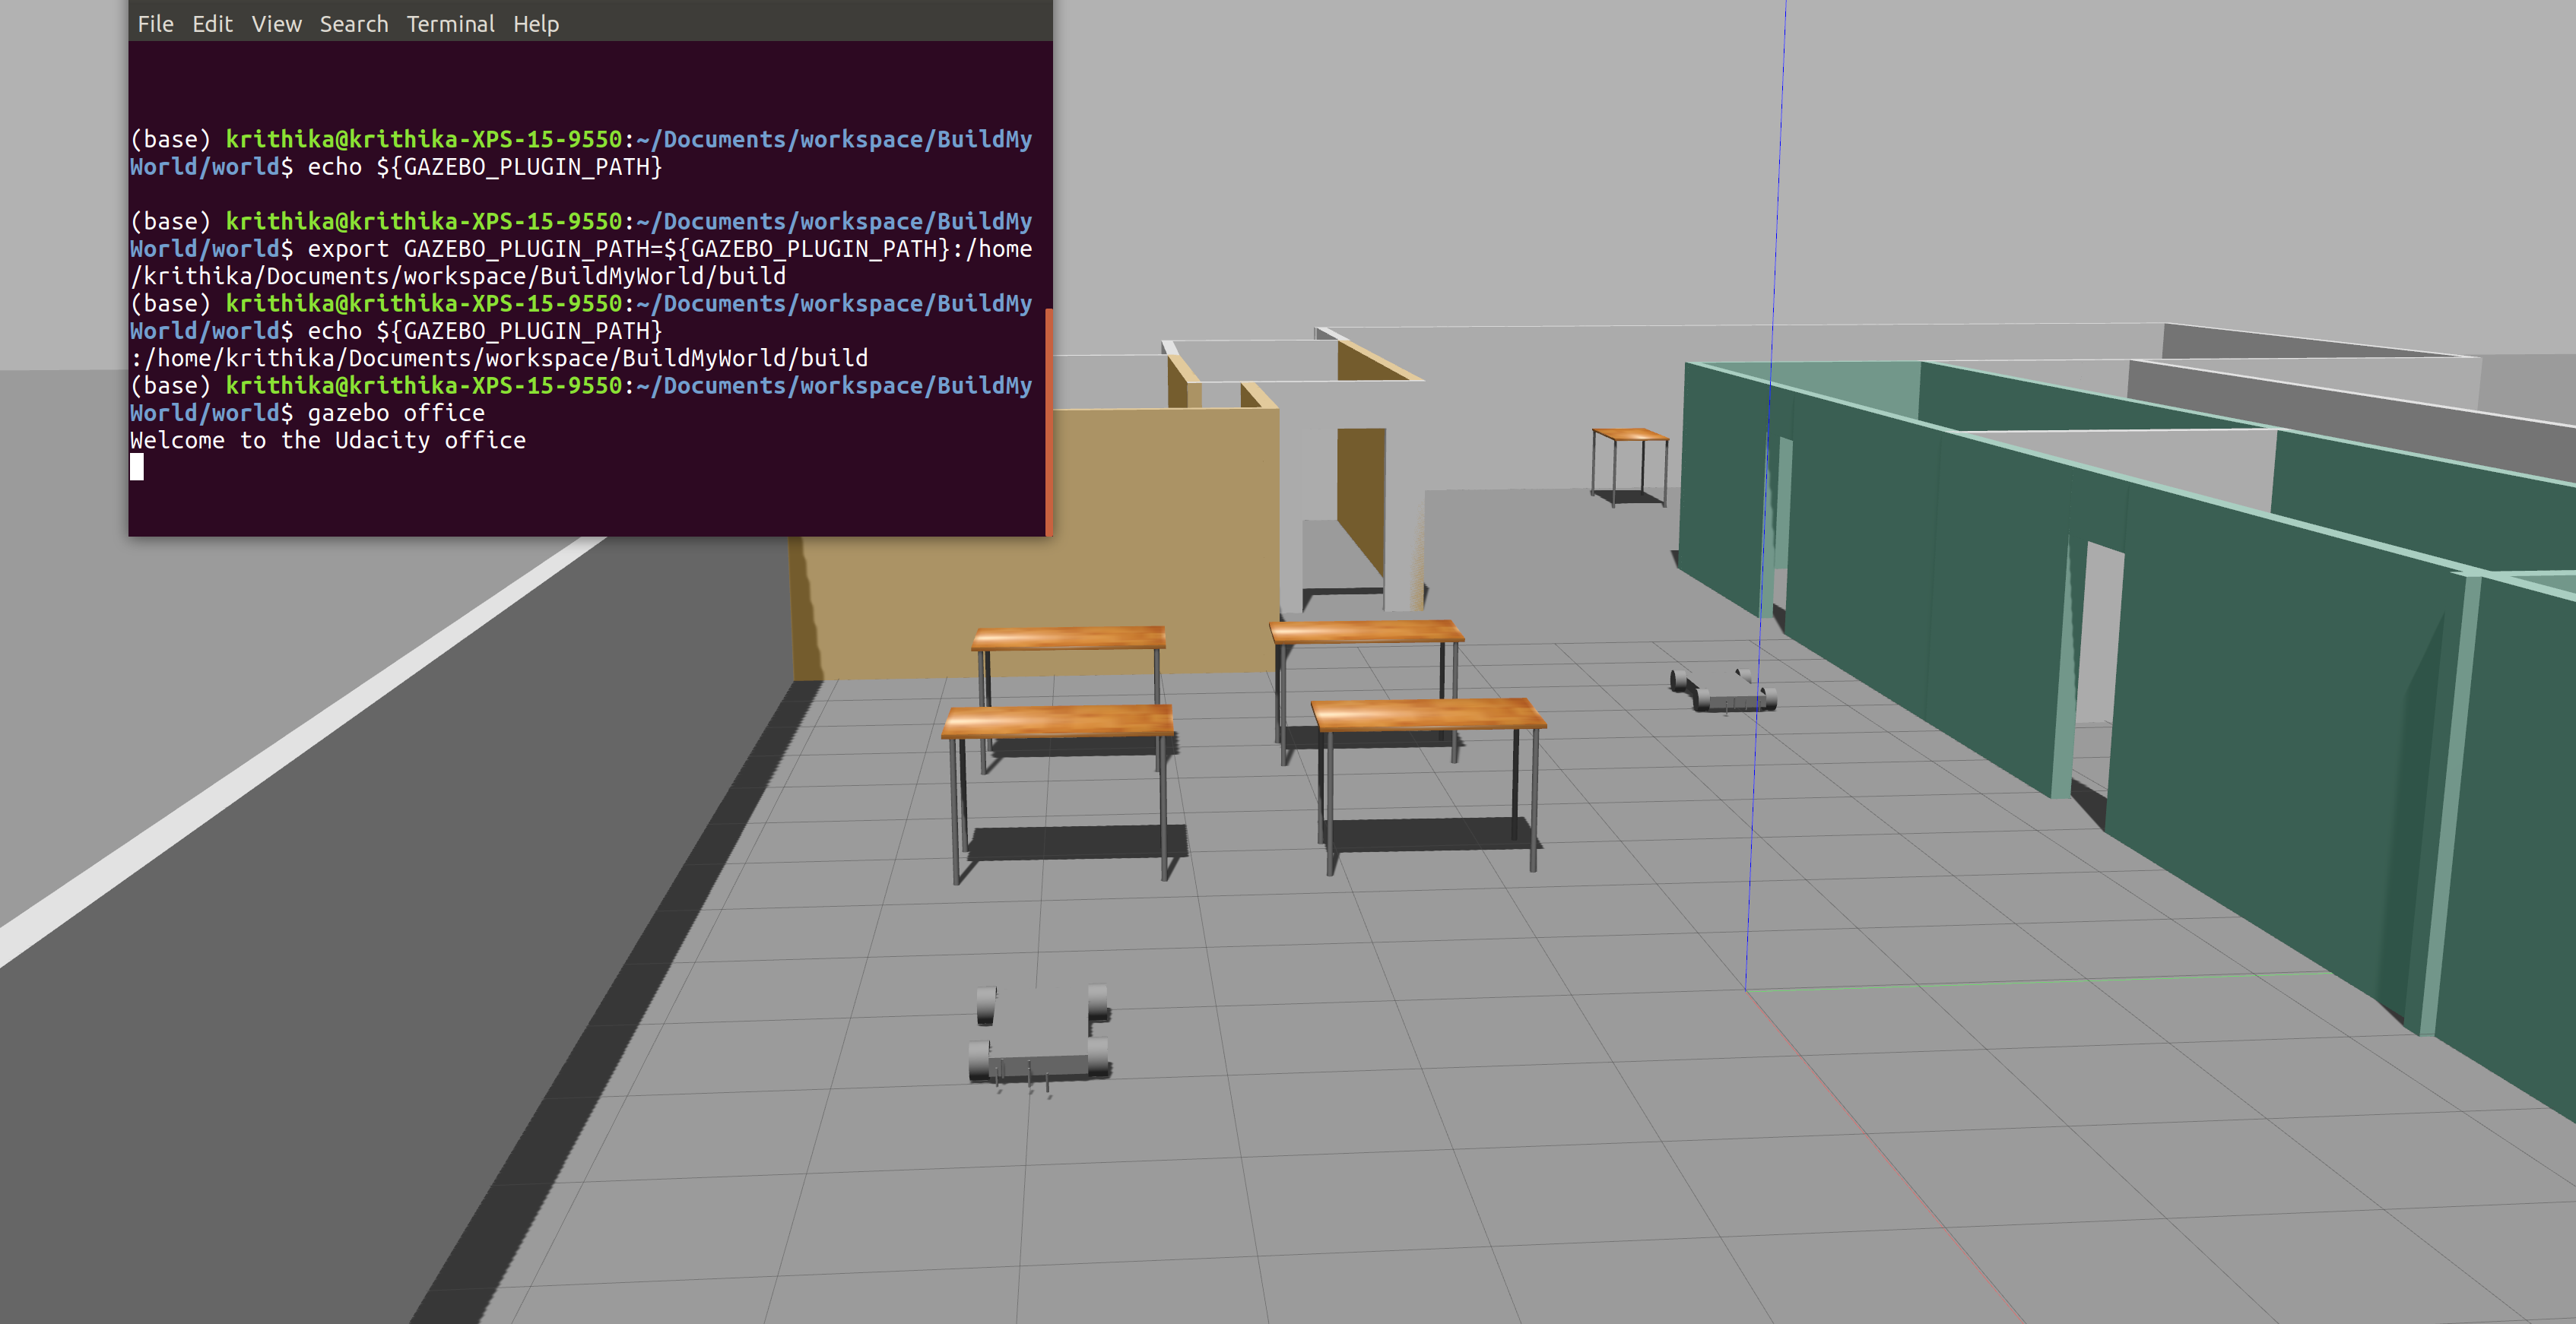 File Edit View Search Terminal Help
(base) krithika@krithika-XPS-15-9550:~/Documents/workspace/BuildMy
World/world$ echo ${GAZEBO_PLUGIN_PATH}
(base) krithika@krithika-XPS-15-9550:~/Documents/workspace/BuildMy
World/world$ export GAZEBO_PLUGIN_PATH=${GAZEBO_PLUGIN_PATH}:/home
/krithika/Documents/workspace/BuildMyWorld/build
(base) krithika@krithika-XPS-15-9550:~/Documents/workspace/BuildMy
World/world$ echo ${GAZEBO_PLUGIN_PATH}
:/home/krithika/Documents/workspace/BuildMyWorld/build
(base) krithika@krithika-XPS-15-9550:~/Documents/workspace/BuildMy
World/world$ gazebo office
Welcome to the Udacity office